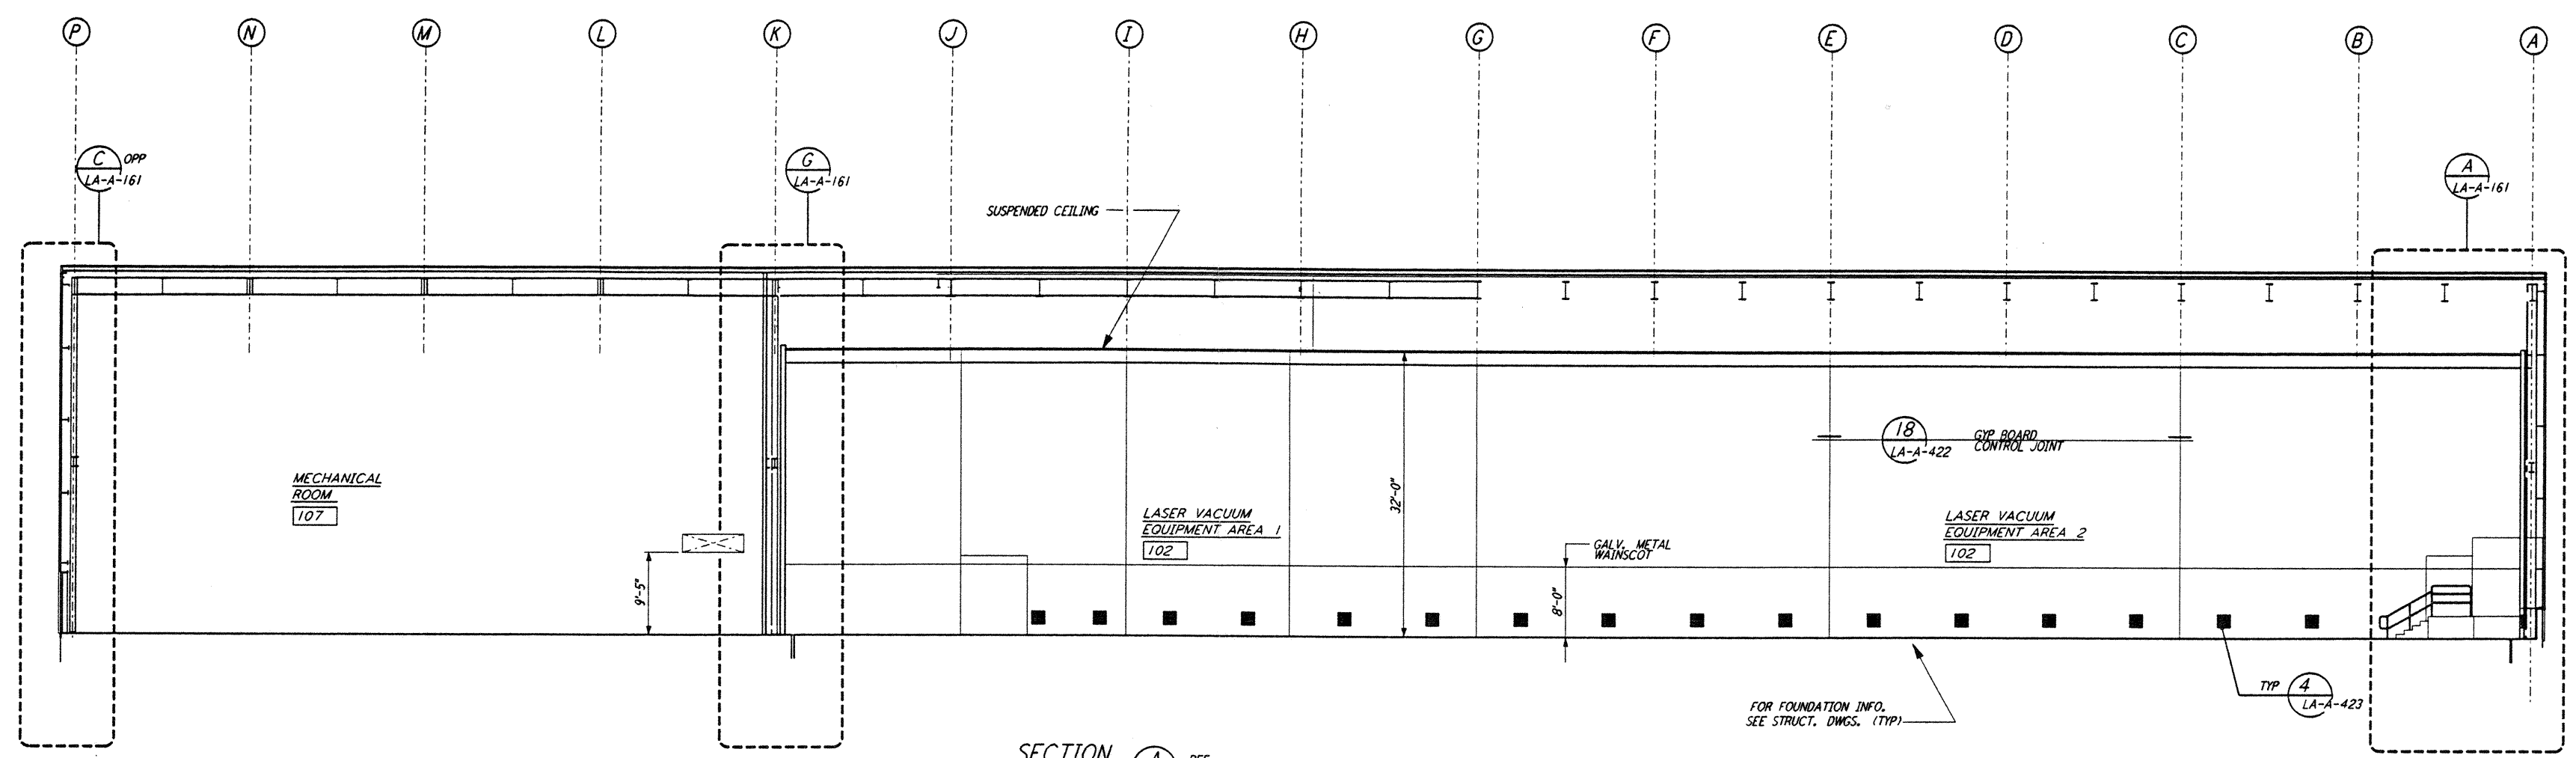 P N M L K J I H G F E D C B A
C OPP
LA-A-161
G
LA-A-161
A
LA-A-161
SUSPENDED CEILING
18
LA-A-422
GYP BOARD
CONTROL JOINT
MECHANICAL
ROOM
107
32'-0"
LASER VACUUM
EQUIPMENT AREA 1
102
LASER VACUUM
EQUIPMENT AREA 2
102
GALV. METAL
WAINSCOT
9'-5"
8'-0"
TYP 4
LA-A-423
FOR FOUNDATION INFO.
SEE STRUCT. DWGS. (TYP)
SECTION A